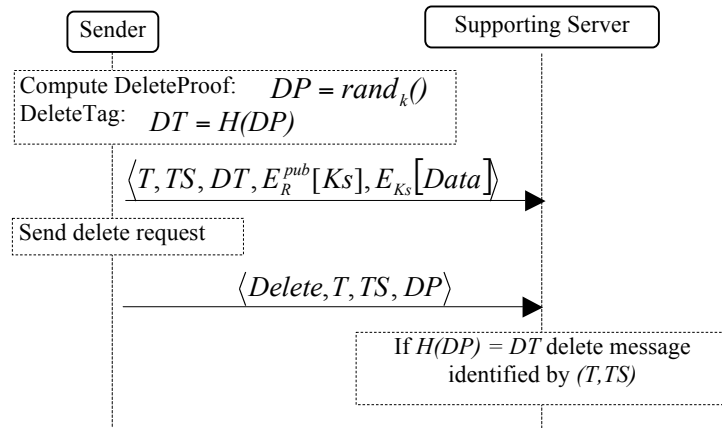 Sender
Supporting Server
Compute DeleteProof: DP = rand_k()
DeleteTag: DT = H(DP)
⟨T, TS, DT, E_R^pub[Ks], E_Ks[Data]⟩
Send delete request
⟨Delete, T, TS, DP⟩
If H(DP) = DT delete message
identified by (T,TS)